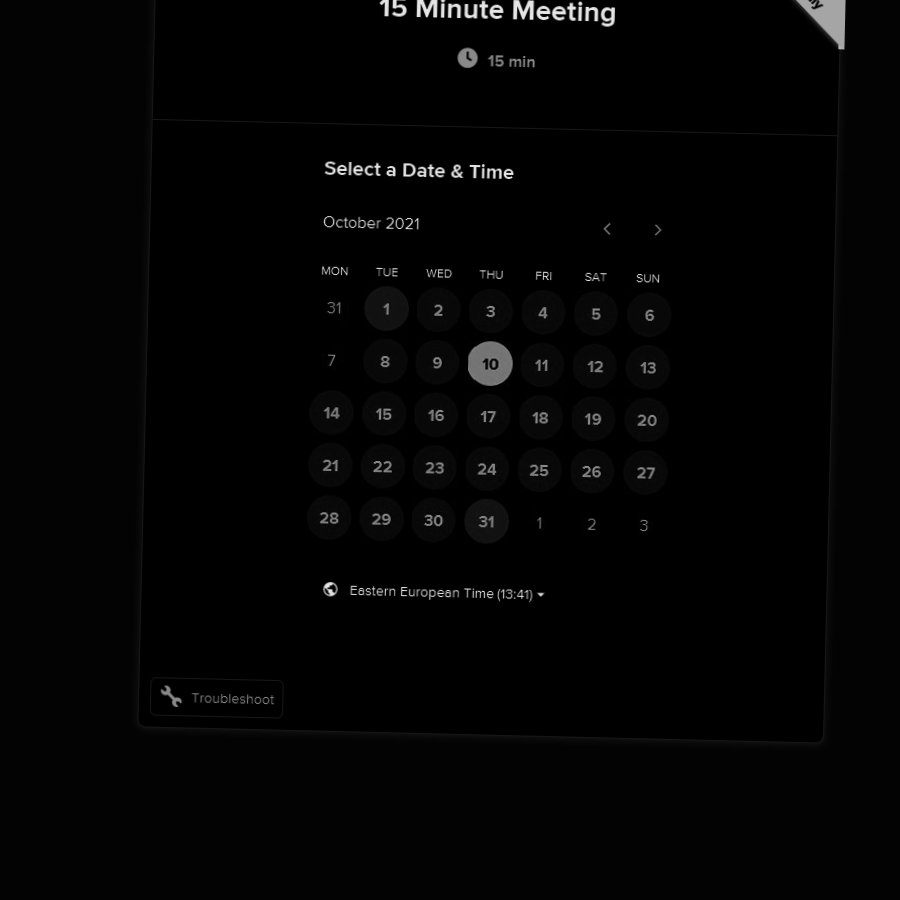 15 Minute Meeting
15 min
Select a Date & Time
October 2021
MON TUE WED THU FRI SAT SUN
31 1 2 3 4 5 6
7 8 9 10 11 12 13
14 15 16 17 18 19 20
21 22 23 24 25 26 27
28 29 30 31 1 2 3
Eastern European Time (13:41)
Troubleshoot